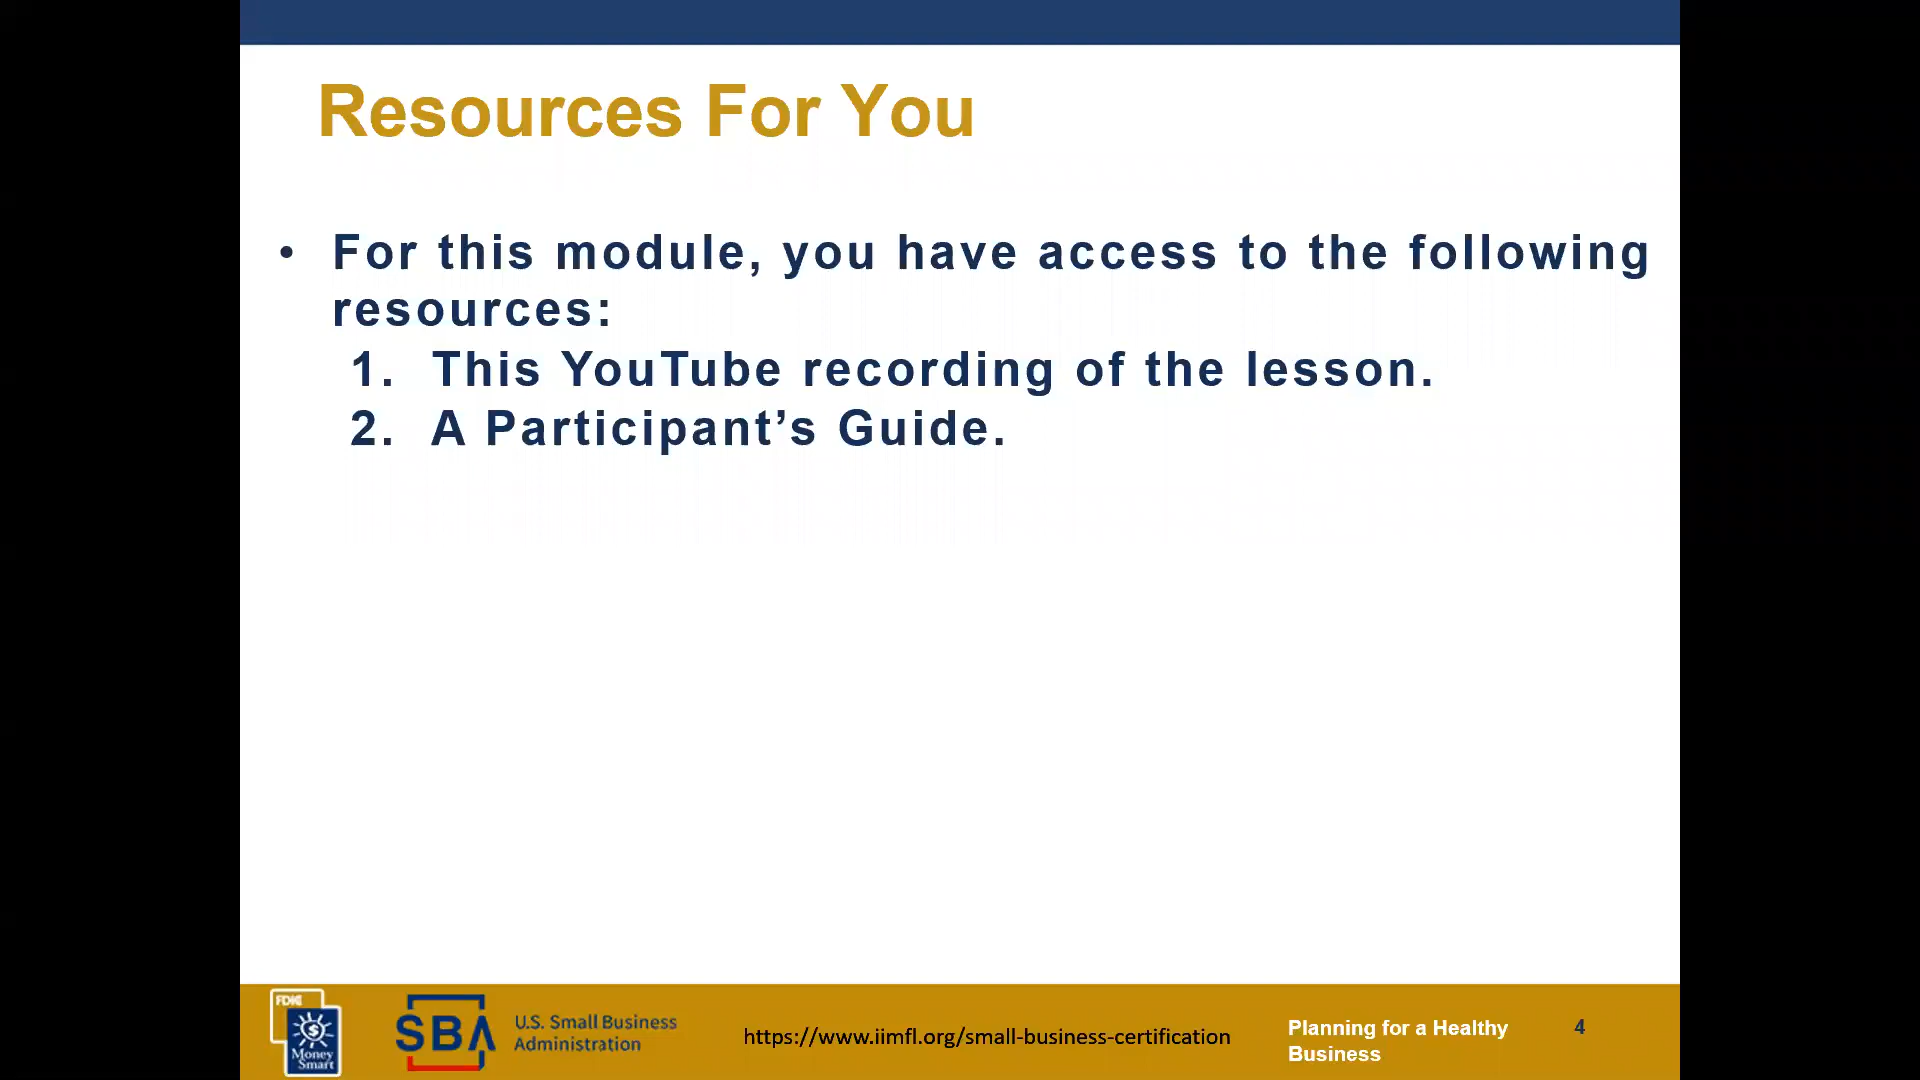 Resources For You
• For this module, you have access to the following
resources:
1. This YouTube recording of the lesson.
2. A Participant’s Guide.
FDIC
Money
Smart
SBA
U.S. Small Business
Administration
https://www.iimfl.org/small-business-certification
Planning for a Healthy
Business
4